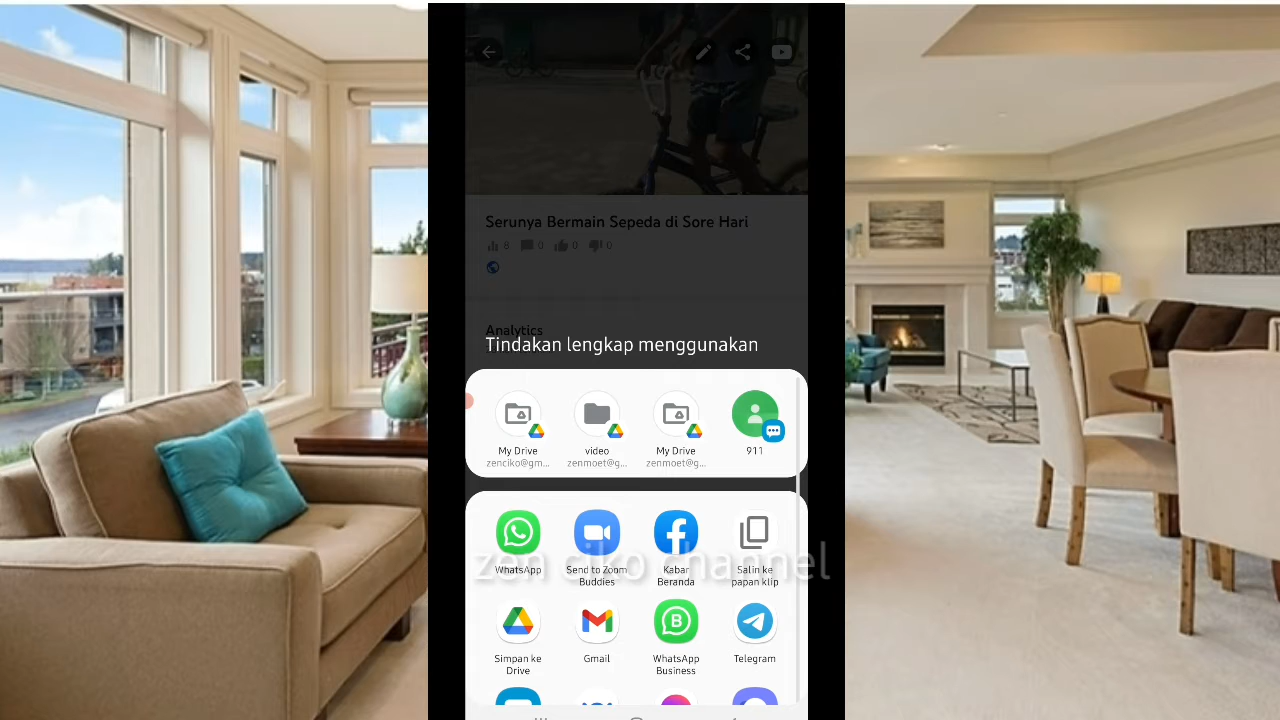 Serunya Bermain Sepeda di Sore Hari
8 0 0 0
Analytics
Tindakan lengkap menggunakan
My Drive
zenciko@gm...
video
zenmoet@g...
My Drive
zenmoet@g...
911
WhatsApp
Send to Zoom
Buddies
Kabar
Beranda
Salin ke
papan klip
zen ciko channel
Simpan ke
Drive
Gmail
B
WhatsApp
Business
Telegram